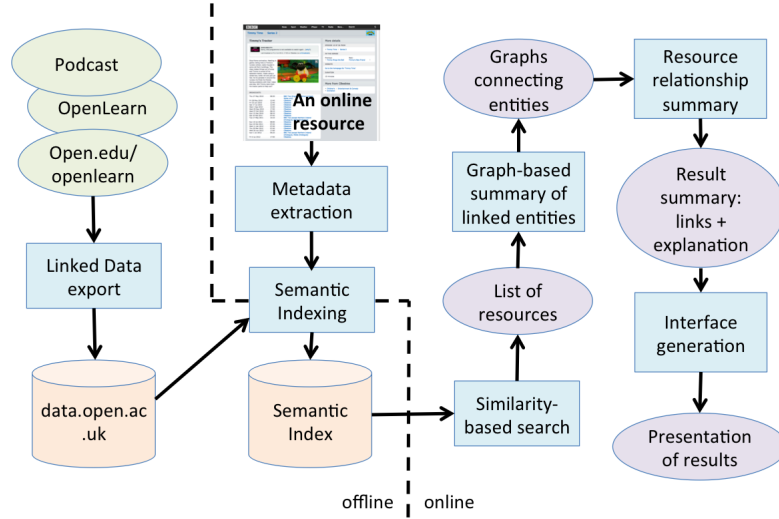 Podcast
OpenLearn
Open.edu/
openlearn
Linked Data
export
data.open.ac
.uk
An online
resource
Metadata
extraction
Semantic
Indexing
Semantic
Index
offline
online
Graphs
connecting
entities
Graph-based
summary of
linked entities
List of
resources
Similarity-
based search
Resource
relationship
summary
Result
summary:
links +
explanation
Interface
generation
Presentation
of results